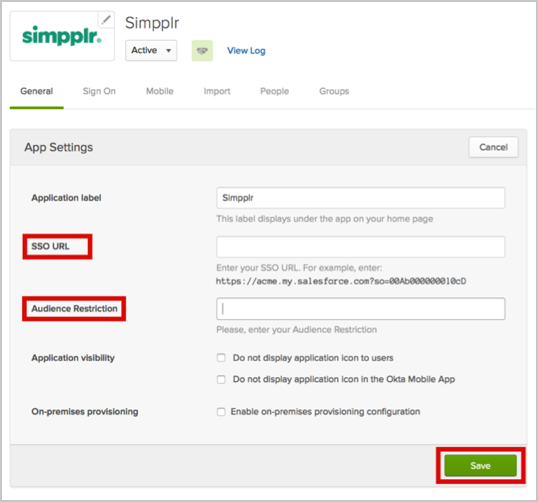 simpplr.
Simpplr
Active
View Log
General
Sign On
Mobile
Import
People
Groups
App Settings
Cancel
Application label
Simpplr
This label displays under the app on your home page
SSO URL
Enter your SSO URL. For example, enter:
https://acme.my.salesforce.com?so=00Ab000000010cD
Audience Restriction
Please, enter your Audience Restriction
Application visibility
Do not display application icon to users
Do not display application icon in the Okta Mobile App
On-premises provisioning
Enable on-premises provisioning configuration
Save